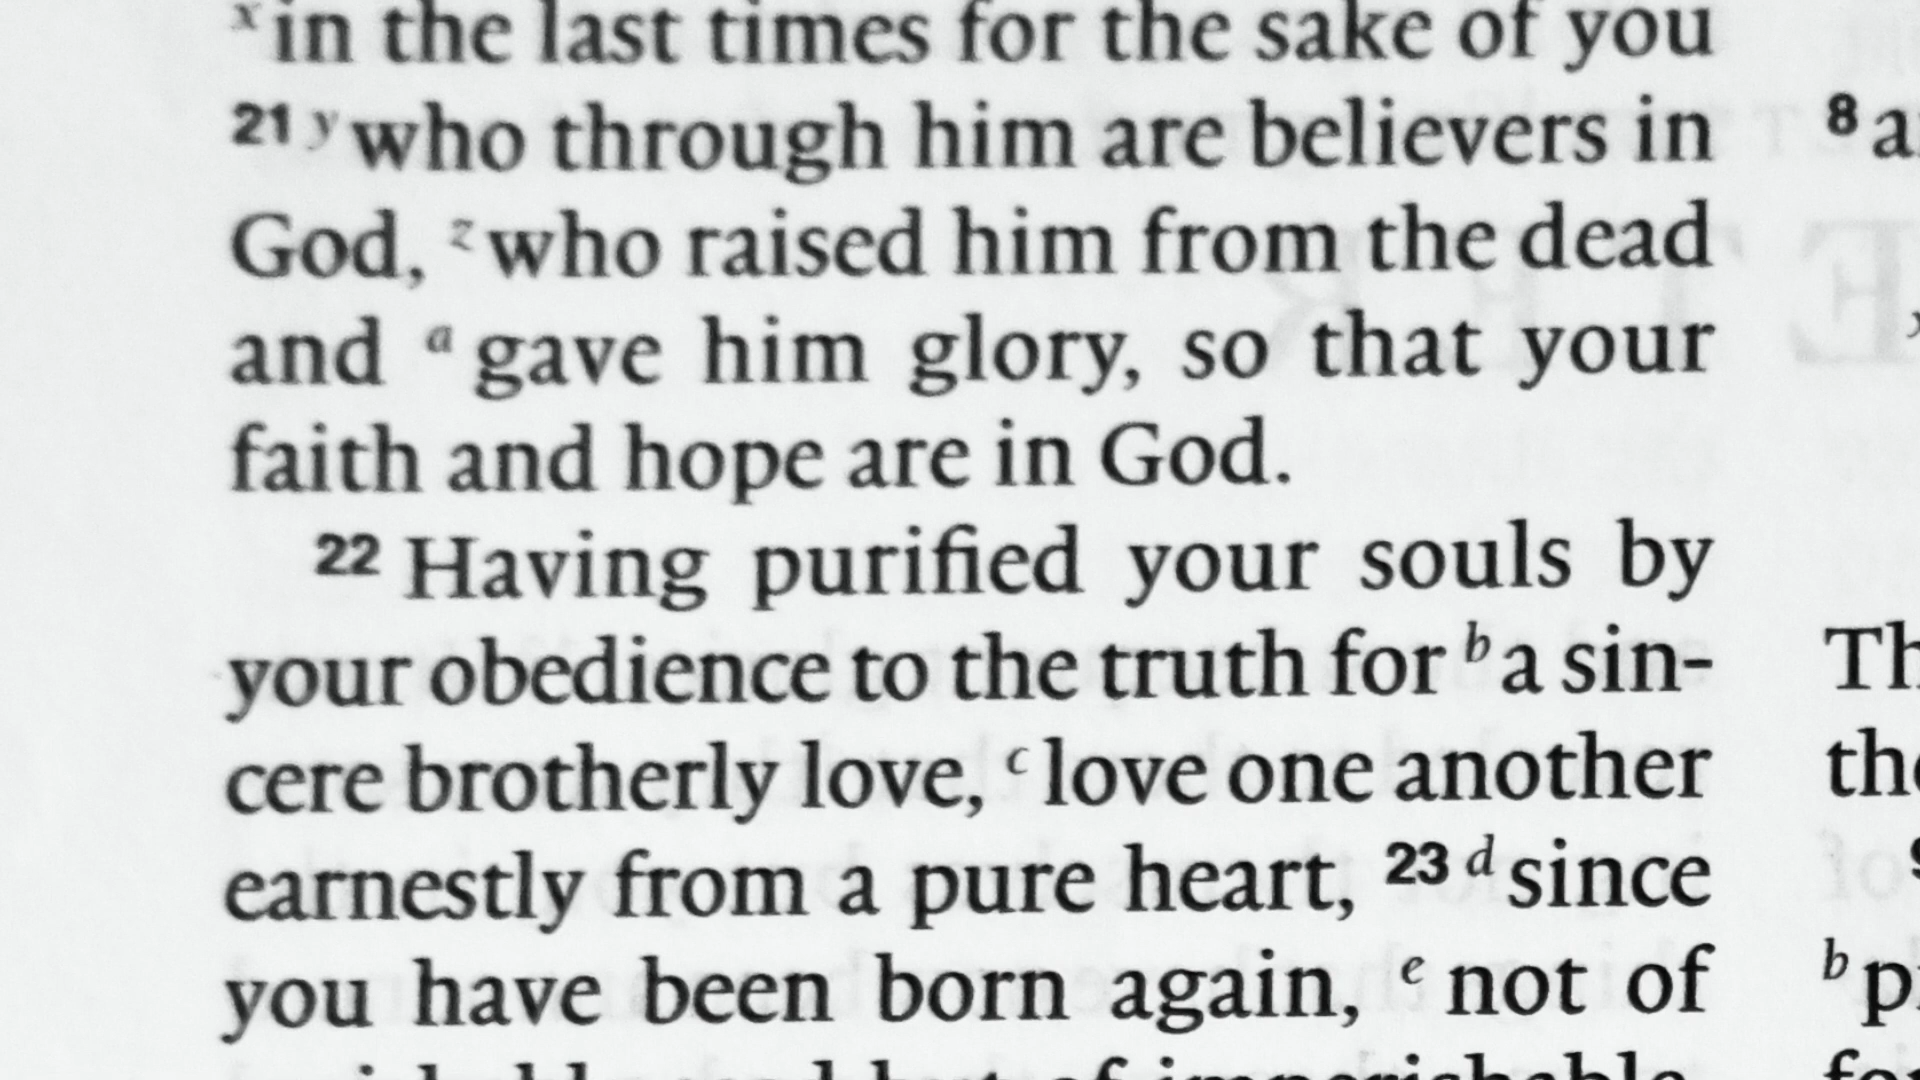 x in the last times for the sake of you
21 y who through him are believers in
God, z who raised him from the dead
and a gave him glory, so that your
faith and hope are in God.
22 Having purified your souls by
your obedience to the truth for b a sin-
cere brotherly love, c love one another
earnestly from a pure heart, 23 d since
you have been born again, e not of
8
b